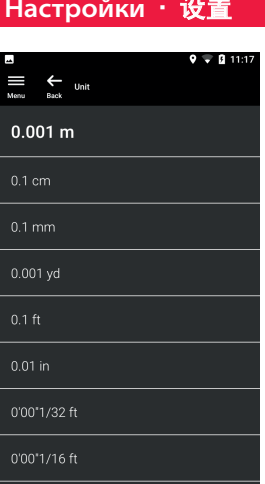 Настройки · 设置
11:17
Menu Back Unit
0.001 m
0.1 cm
0.1 mm
0.001 yd
0.1 ft
0.01 in
0'00"1/32 ft
0'00"1/16 ft